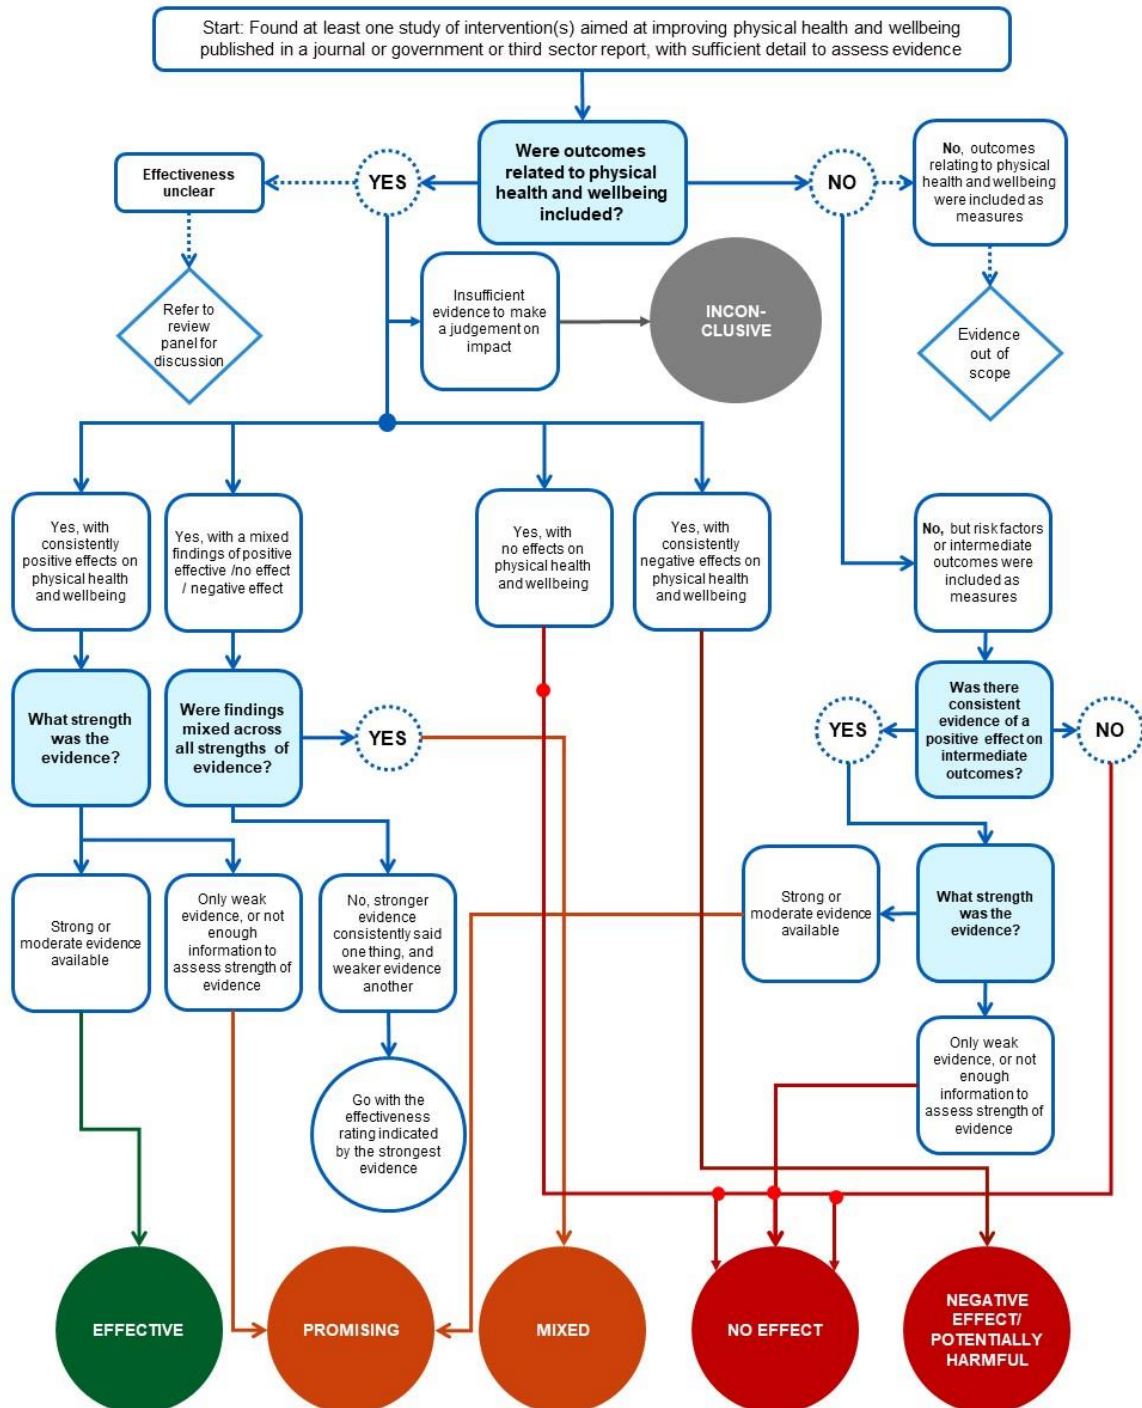 Start: Found at least one study of intervention(s) aimed at improving physical health and wellbeing
published in a journal or government or third sector report, with sufficient detail to assess evidence
Were outcomes
related to physical
health and wellbeing
included?
YES
NO
Effectiveness
unclear
No, outcomes
relating to physical
health and wellbeing
were included as
measures
Refer to
review
panel for
discussion
Insufficient
evidence to make
a judgement on
impact
INCON-
CLUSIVE
Evidence
out of
scope
Yes, with
consistently
positive effects on
physical health
and wellbeing
Yes, with a mixed
findings of positive
effective /no effect
/ negative effect
Yes, with
no effects on
physical health
and wellbeing
Yes, with
consistently
negative effects on
physical health and
wellbeing
No, but risk factors
or intermediate
outcomes were
included as
measures
What strength
was the
evidence?
Were findings
mixed across
all strengths of
evidence?
YES
YES
Was there
consistent
evidence of a
positive effect on
intermediate
outcomes?
NO
Strong or
moderate evidence
available
Only weak
evidence, or not
enough
information to
assess strength of
evidence
No, stronger
evidence
consistently said
one thing, and
weaker evidence
another
Strong or
moderate evidence
available
What strength
was the
evidence?
Go with the
effectiveness
rating indicated
by the strongest
evidence
Only weak
evidence, or not
enough
information to
assess strength of
evidence
EFFECTIVE
PROMISING
MIXED
NO EFFECT
NEGATIVE
EFFECT/
POTENTIALLY
HARMFUL